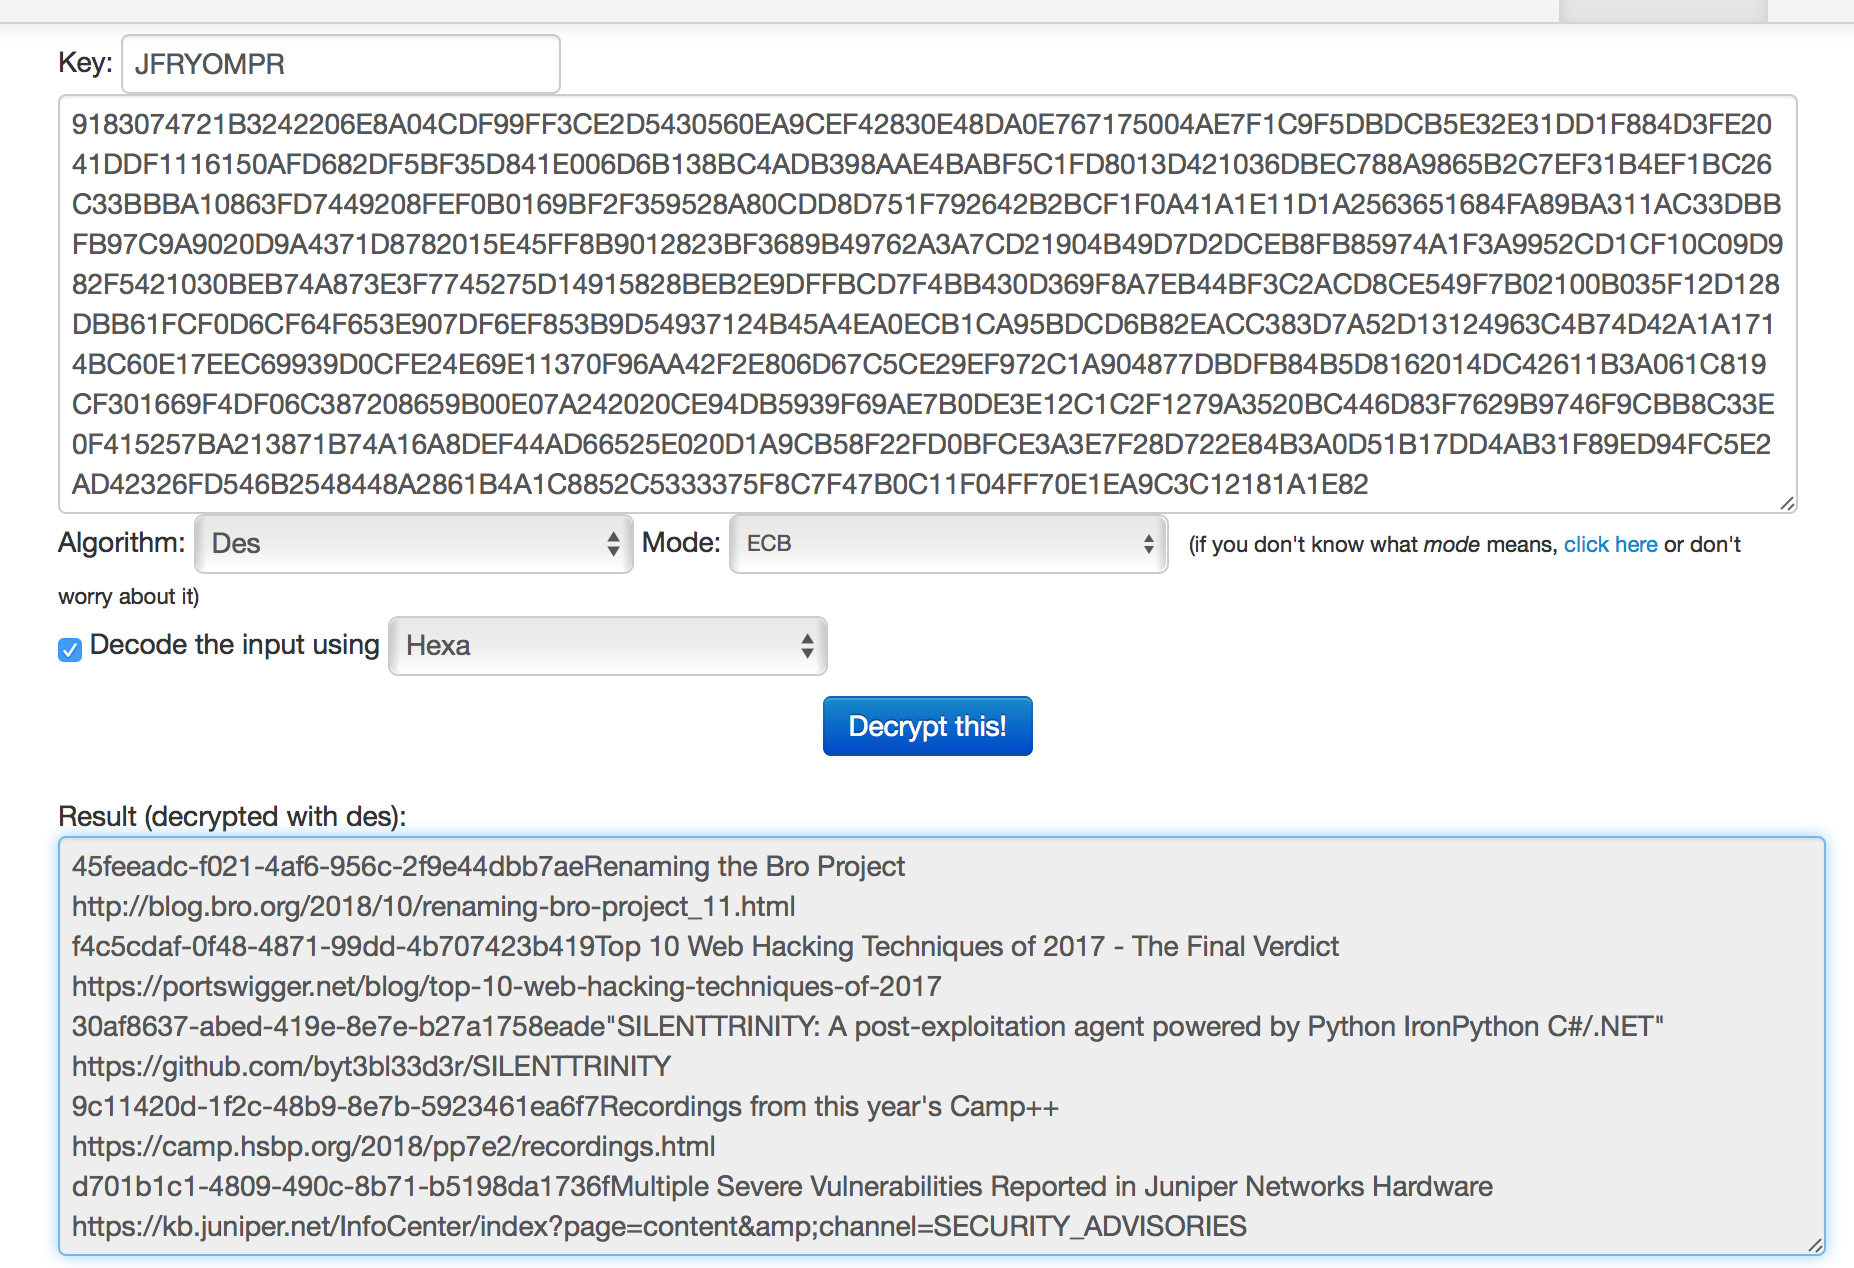 Key: JFRYOMPR
9183074721B3242206E8A04CDF99FF3CE2D5430560EA9CEF42830E48DA0E767175004AE7F1C9F5DBDCB5E32E31DD1F884D3FE20
41DDF1116150AFD682DF5BF35D841E006D6B138BC4ADB398AAE4BABF5C1FD8013D421036DBEC788A9865B2C7EF31B4EF1BC26
C33BBBA10863FD7449208FEF0B0169BF2F359528A80CDD8D751F792642B2BCF1F0A41A1E11D1A2563651684FA89BA311AC33DBB
FB97C9A9020D9A4371D8782015E45FF8B9012823BF3689B49762A3A7CD21904B49D7D2DCEB8FB85974A1F3A9952CD1CF10C09D9
82F5421030BEB74A873E3F7745275D14915828BEB2E9DFFBCD7F4BB430D369F8A7EB44BF3C2ACD8CE549F7B02100B035F12D128
DBB61FCF0D6CF64F653E907DF6EF853B9D54937124B45A4EA0ECB1CA95BDCD6B82EACC383D7A52D13124963C4B74D42A1A1714
4BC60E17EEC69939D0CFE24E69E11370F96AA42F2E806D67C5CE29EF972C1A904877DBDFB84B5D8162014DC42611B3A061C819
CF301669F4DF06C387208659B00E07A242020CE94DB5939F69AE7B0DE3E12C1C2F1279A3520BC446D83F7629B9746F9CBB8C33E
0F415257BA213871B74A16A8DEF44AD66525E020D1A9CB58F22FD0BFCE3A3E7F28D722E84B3A0D51B17DD4AB31F89ED94FC5E2
AD42326FD546B2548448A2861B4A1C8852C5333375F8C7F47B0C11F04FF70E1EA9C3C12181A1E82
Algorithm: Des Mode: ECB (if you don't know what mode means, click here or don't
worry about it)
Decode the input using Hexa
Decrypt this!
Result (decrypted with des):
45feeadc-f021-4af6-956c-2f9e44dbb7aeRenaming the Bro Project
http://blog.bro.org/2018/10/renaming-bro-project_11.html
f4c5cdaf-0f48-4871-99dd-4b707423b419Top 10 Web Hacking Techniques of 2017 - The Final Verdict
https://portswigger.net/blog/top-10-web-hacking-techniques-of-2017
30af8637-abed-419e-8e7e-b27a1758eade"SILENTTRINITY: A post-exploitation agent powered by Python IronPython C#/.NET"
https://github.com/byt3bl33d3r/SILENTTRINITY
9c11420d-1f2c-48b9-8e7b-5923461ea6f7Recordings from this year's Camp++
https://camp.hsbp.org/2018/pp7e2/recordings.html
d701b1c1-4809-490c-8b71-b5198da1736fMultiple Severe Vulnerabilities Reported in Juniper Networks Hardware
https://kb.juniper.net/InfoCenter/index?page=content&amp;channel=SECURITY_ADVISORIES